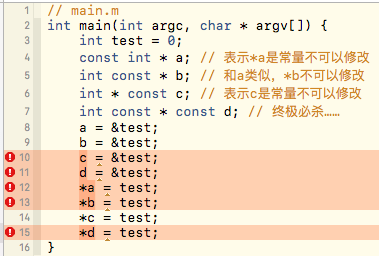 1 // main.m
2 int main(int argc, char * argv[]) {
3 int test = 0;
4 const int * a; // 表示*a是常量不可以修改
5 int const * b; // 和a类似，*b不可以修改
6 int * const c; // 表示c是常量不可以修改
7 int const * const d; // 终极必杀……
8 a = &test;
9 b = &test;
10 c = &test;
11 d = &test;
12 *a = test;
13 *b = test;
14 *c = test;
15 *d = test;
16 }